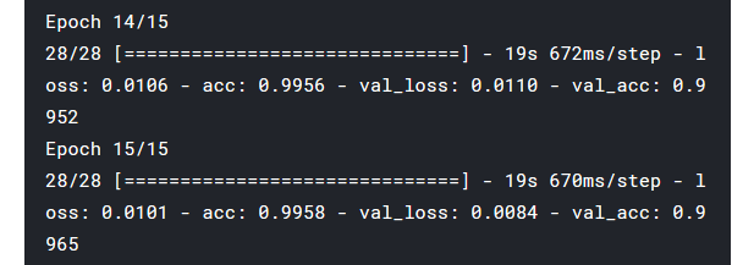 Epoch 14/15
28/28 [==============================] - 19s 672ms/step - l
oss: 0.0106 - acc: 0.9956 - val_loss: 0.0110 - val_acc: 0.9
952
Epoch 15/15
28/28 [==============================] - 19s 670ms/step - l
oss: 0.0101 - acc: 0.9958 - val_loss: 0.0084 - val_acc: 0.9
965